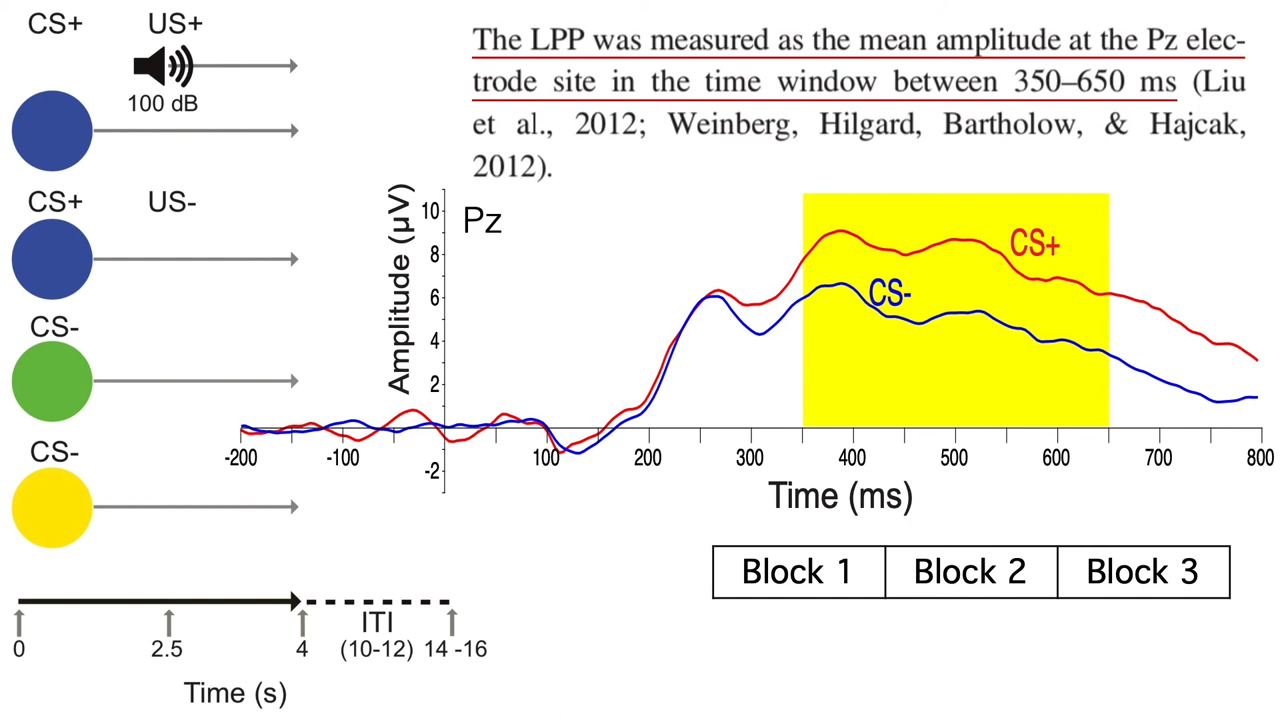 CS+ US+
100 dB
CS+ US-
CS-
CS-
0 2.5 4 ITI (10-12) 14 -16
Time (s)
The LPP was measured as the mean amplitude at the Pz elec-
trode site in the time window between 350–650 ms (Liu
et al., 2012; Weinberg, Hilgard, Bartholow, & Hajcak,
2012).
Amplitude (µV)
Pz
10
8
6
4
2
-2
CS+
CS-
-200 -100 100 200 300 400 500 600 700 800
Time (ms)
Block 1 Block 2 Block 3